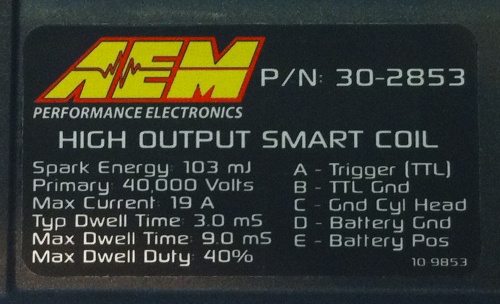 AEM P/N: 30-2853
PERFORMANCE ELECTRONICS
HIGH OUTPUT SMART COIL
Spark Energy: 103 mJ
Primary: 40,000 Volts
Max Current: 19 A
Typ Dwell Time: 3.0 mS
Max Dwell Time: 9.0 mS
Max Dwell Duty: 40%
A - Trigger (TTL)
B - TTL Gnd
C - Gnd Cyl Head
D - Battery Gnd
E - Battery Pos
10 9853